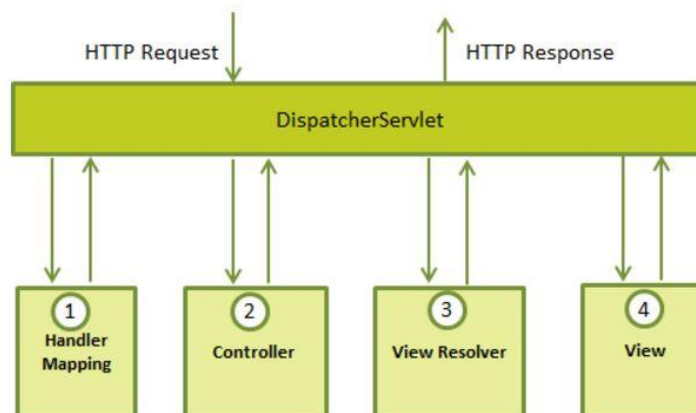 HTTP Request
HTTP Response
DispatcherServlet
1
Handler
Mapping
2
Controller
3
View Resolver
4
View